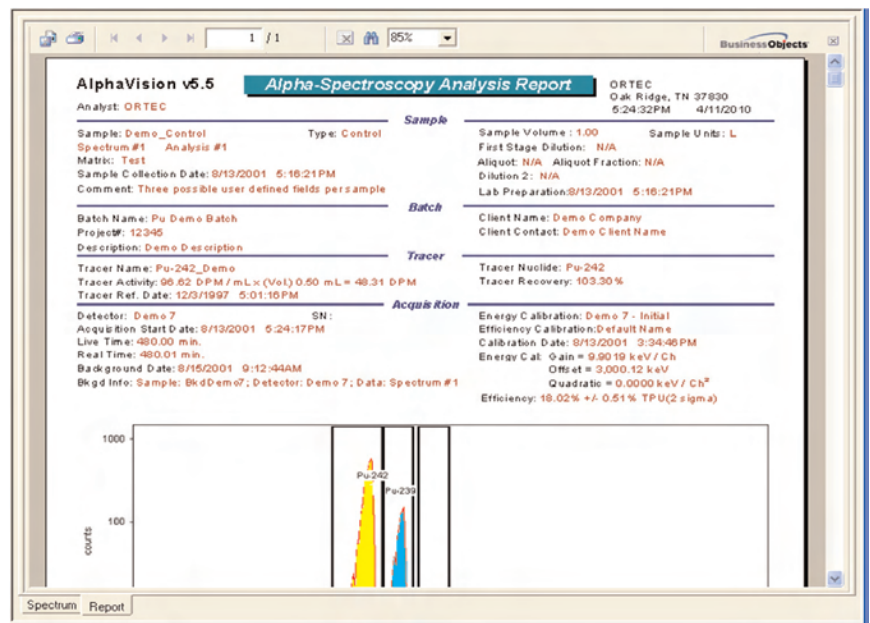 1 / 1 85% BusinessObjects
AlphaVision v5.5 Alpha-Spectroscopy Analysis Report ORTEC
Oak Ridge, TN 37830
Analyst: ORTEC 5:24:32PM 4/11/2010
Sample
Sample: Demo_Control Type: Control Sample Volume : 1.00 Sample Units: L
Spectrum #1 Analysis #1 First Stage Dilution: N/A
Matrix: Test Aliquot: N/A Aliquot Fraction: N/A
Sample Collection Date: 8/13/2001 5:16:21PM Dilution 2: N/A
Comment: Three possible user defined fields per sample Lab Preparation:8/13/2001 5:16:21PM
Batch
Batch Name: Pu Demo Batch Client Name: Demo Company
Project#: 12345 Client Contact: Demo Client Name
Description: Demo Description
Tracer
Tracer Name: Pu-242_Demo Tracer Nuclide: Pu-242
Tracer Activity: 96.62 DPM / mL x (Vol.) 0.50 mL = 48.31 DPM Tracer Recovery: 103.30%
Tracer Ref. Date: 12/3/1997 5:01:16PM
Acquisition
Detector: Demo 7 SN: Energy Calibration: Demo 7 - Initial
Acquisition Start Date: 8/13/2001 5:24:17PM Efficiency Calibration:Default Name
Live Time: 480.00 min. Calibration Date: 8/13/2001 3:34:46PM
Real Time: 480.01 min. Energy Cal: Gain = 9.9019 keV / Ch
Background Date: 8/15/2001 9:12:44AM Offset = 3,000.12 keV
Bkgd Info: Sample: BkdDemo7; Detector: Demo 7; Data: Spectrum #1 Quadratic = 0.0000 keV / Ch²
Efficiency: 18.02% +/- 0.51% TPU(2 sigma)
1000
Pu-242
Pu-239
100
counts
Spectrum Report